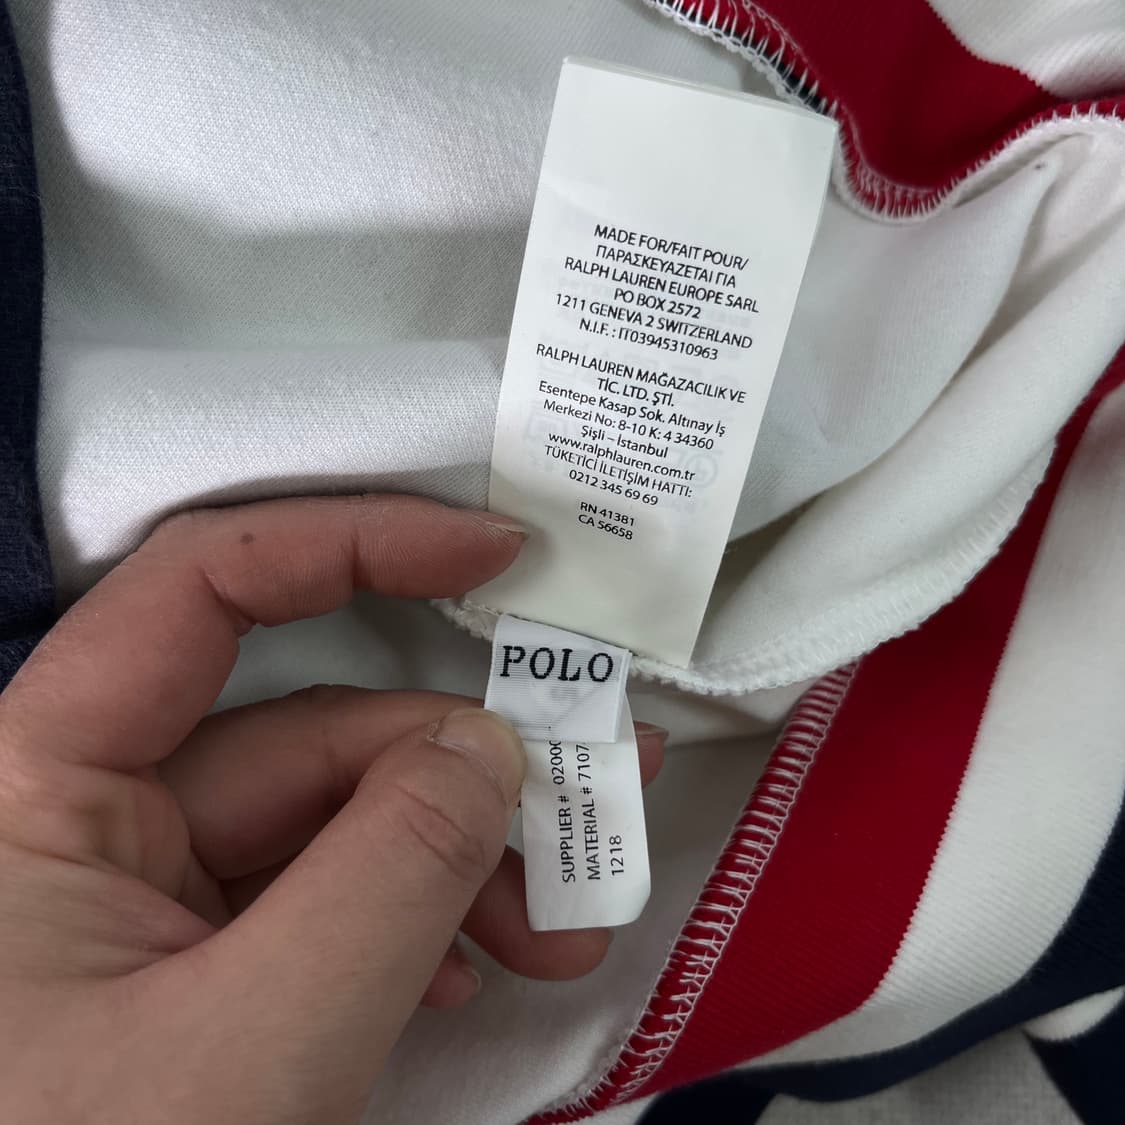 MADE FOR/FAIT POUR/
ΠΑΡΑΣΚΕΥΑΖΕΤΑΙ ΓΙΑ
RALPH LAUREN EUROPE SARL
PO BOX 2572
1211 GENEVA 2 SWITZERLAND
N.I.F. : IT03945310963
RALPH LAUREN MAĞAZACILIK VE
TİC. LTD. ŞTİ.
Esentepe Kasap Sok. Altınay İş
Merkezi No: 8-10 K: 4 34360
Şişli – İstanbul
www.ralphlauren.com.tr
TÜKETİCİ İLETİŞİM HATTI:
0212 345 69 69
RN 41381
CA 56658
POLO
SUPPLIER #
MATERIAL #
1218